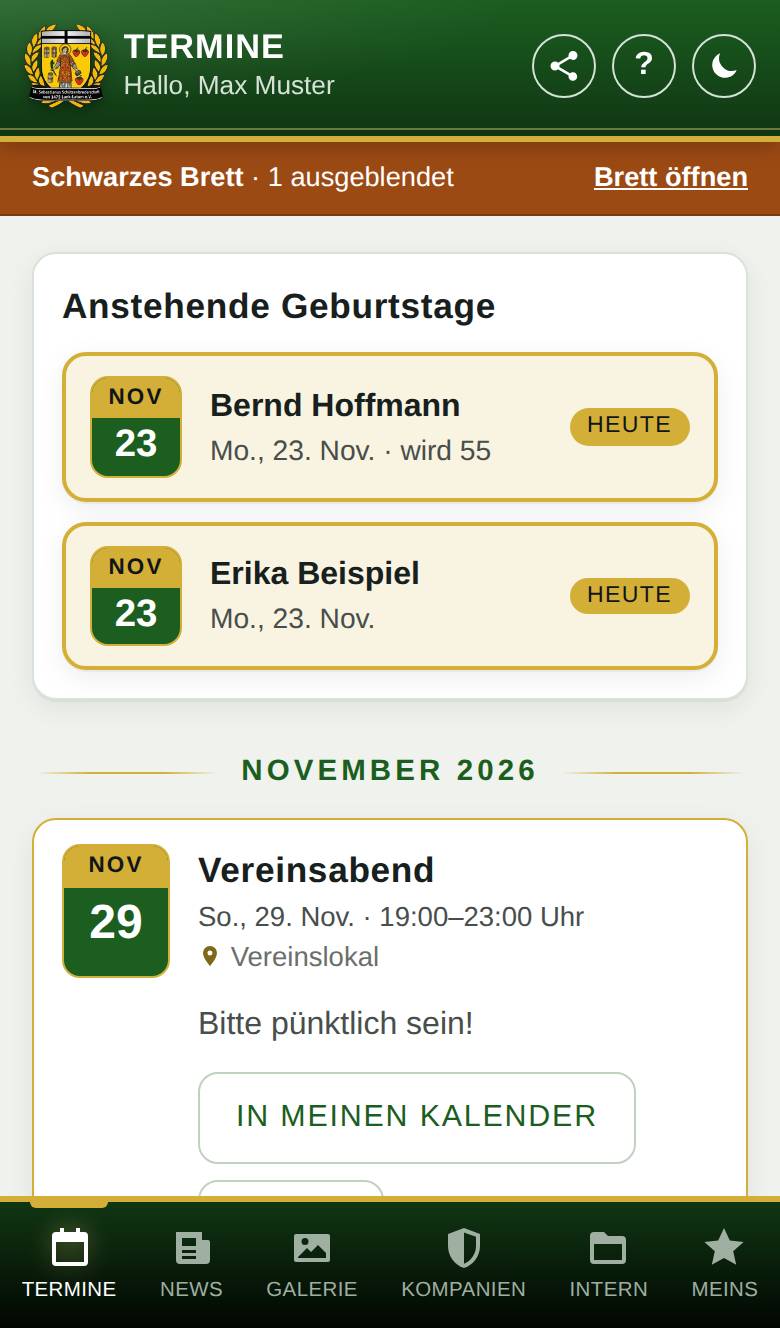 TERMINE
Hallo, Max Muster
?
Schwarzes Brett · 1 ausgeblendet
Brett öffnen
Anstehende Geburtstage
NOV
23
Bernd Hoffmann
Mo., 23. Nov. · wird 55
HEUTE
NOV
23
Erika Beispiel
Mo., 23. Nov.
HEUTE
NOVEMBER 2026
NOV
29
Vereinsabend
So., 29. Nov. · 19:00–23:00 Uhr
Vereinslokal
Bitte pünktlich sein!
IN MEINEN KALENDER
TERMINE
NEWS
GALERIE
KOMPANIEN
INTERN
MEINS